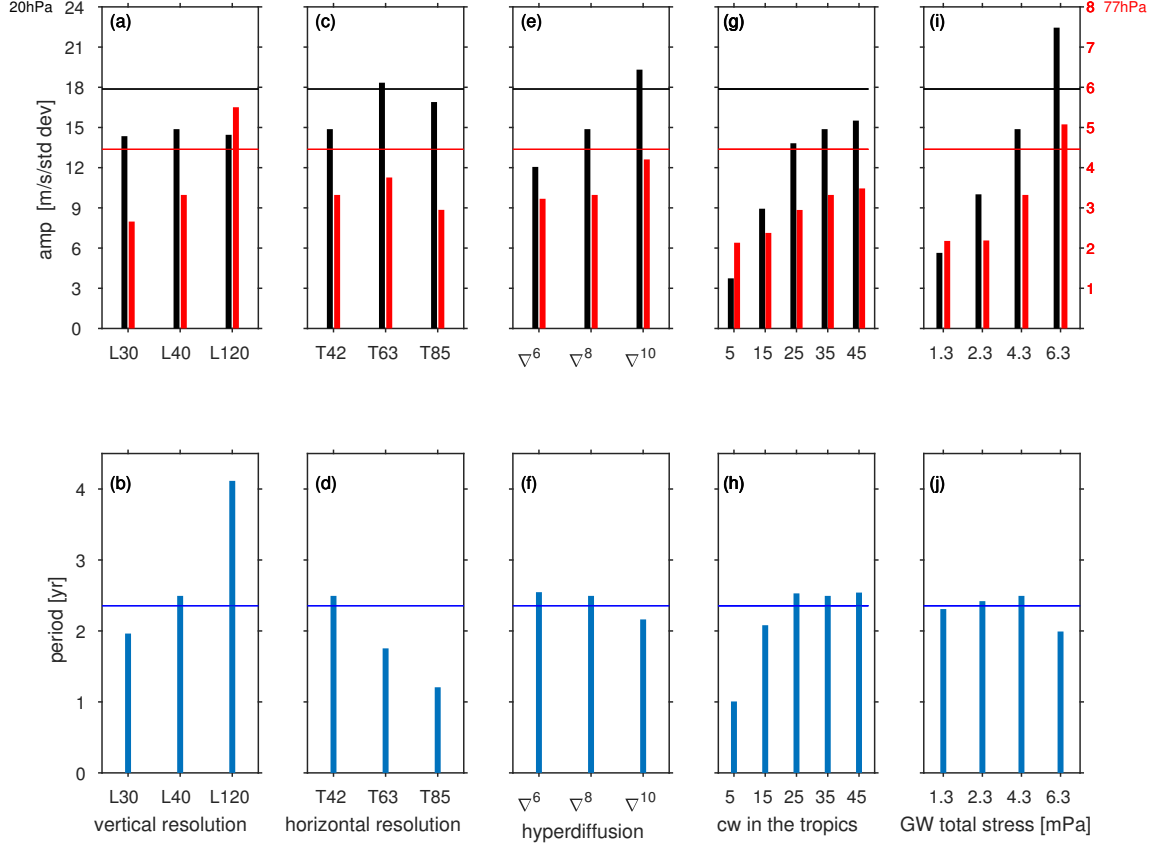 20hPa 24 (a) (c) (e) (g) (i) 8 77hPa
21 7
18 6
15 5
12 4
9 3
6 2
3 1
0
amp [m/s/std dev]
L30 L40 L120 T42 T63 T85 ∇⁶ ∇⁸ ∇¹⁰ 5 15 25 35 45 1.3 2.3 4.3 6.3
(b) (d) (f) (h) (j)
4
3
2
1
0
period [yr]
L30 L40 L120 T42 T63 T85 ∇⁶ ∇⁸ ∇¹⁰ 5 15 25 35 45 1.3 2.3 4.3 6.3
vertical resolution horizontal resolution hyperdiffusion cw in the tropics GW total stress [mPa]